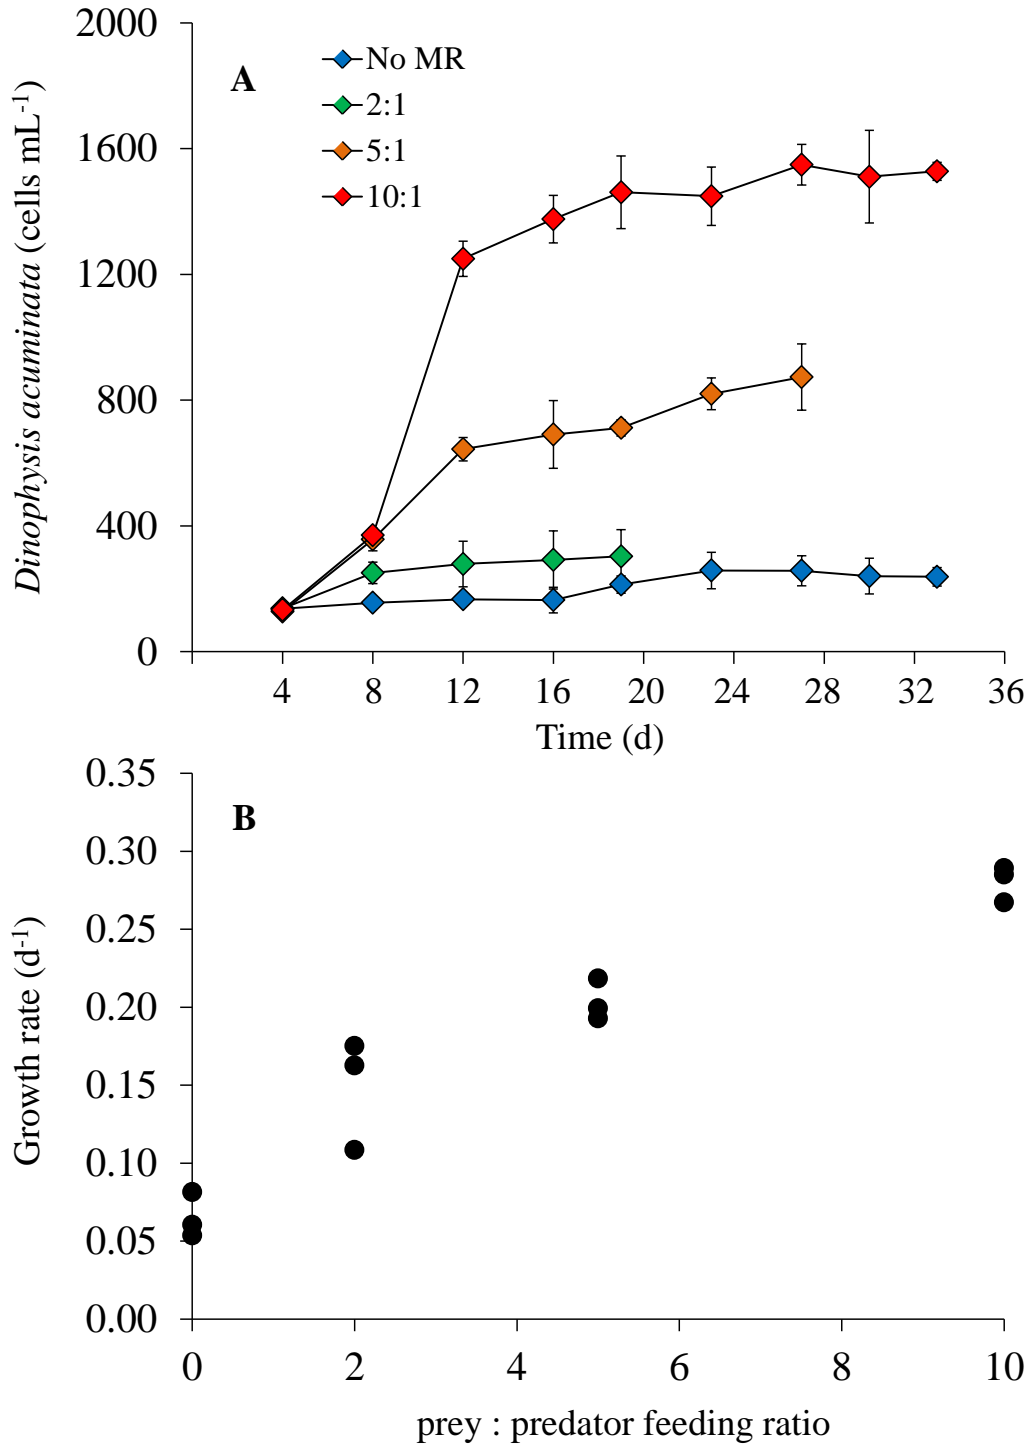 2000
1600
1200
800
400
0
Dinophysis acuminata (cells mL-1)
A
No MR
2:1
5:1
10:1
4 8 12 16 20 24 28 32 36
Time (d)
0.35
0.30
0.25
0.20
0.15
0.10
0.05
0.00
Growth rate (d-1)
B
0 2 4 6 8 10
prey : predator feeding ratio